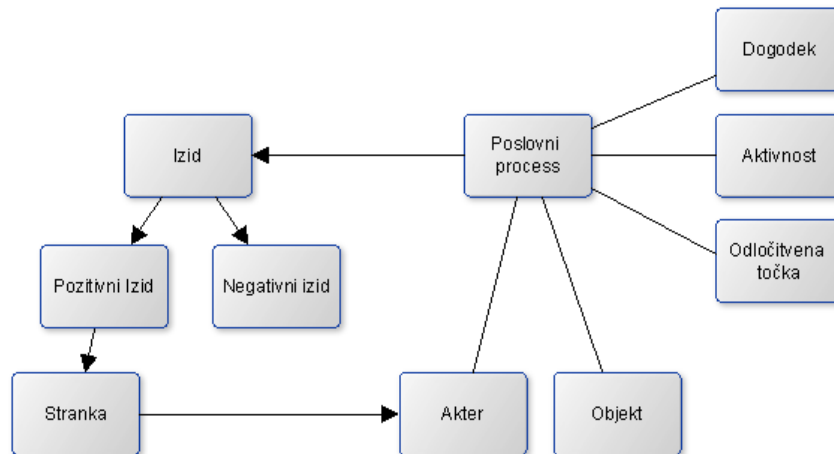 Dogodek
Izid
Poslovni
process
Aktivnost
Odločitvena
točka
Pozitivni Izid
Negativni izid
Stranka
Akter
Objekt